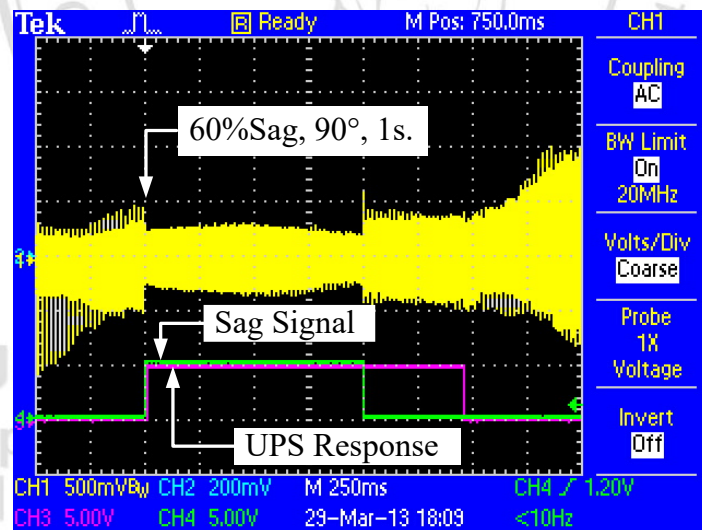 Tek R Ready M Pos: 750.0ms CH1
Coupling
AC
60%Sag, 90°, 1s.
BW Limit
On
20MHz
Volts/Div
Coarse
Sag Signal
Probe
1X
Voltage
UPS Response
Invert
Off
CH1 500mVBw CH2 200mV M 250ms CH4 1.20V
CH3 5.00V CH4 5.00V 29-Mar-13 18:09 <10Hz